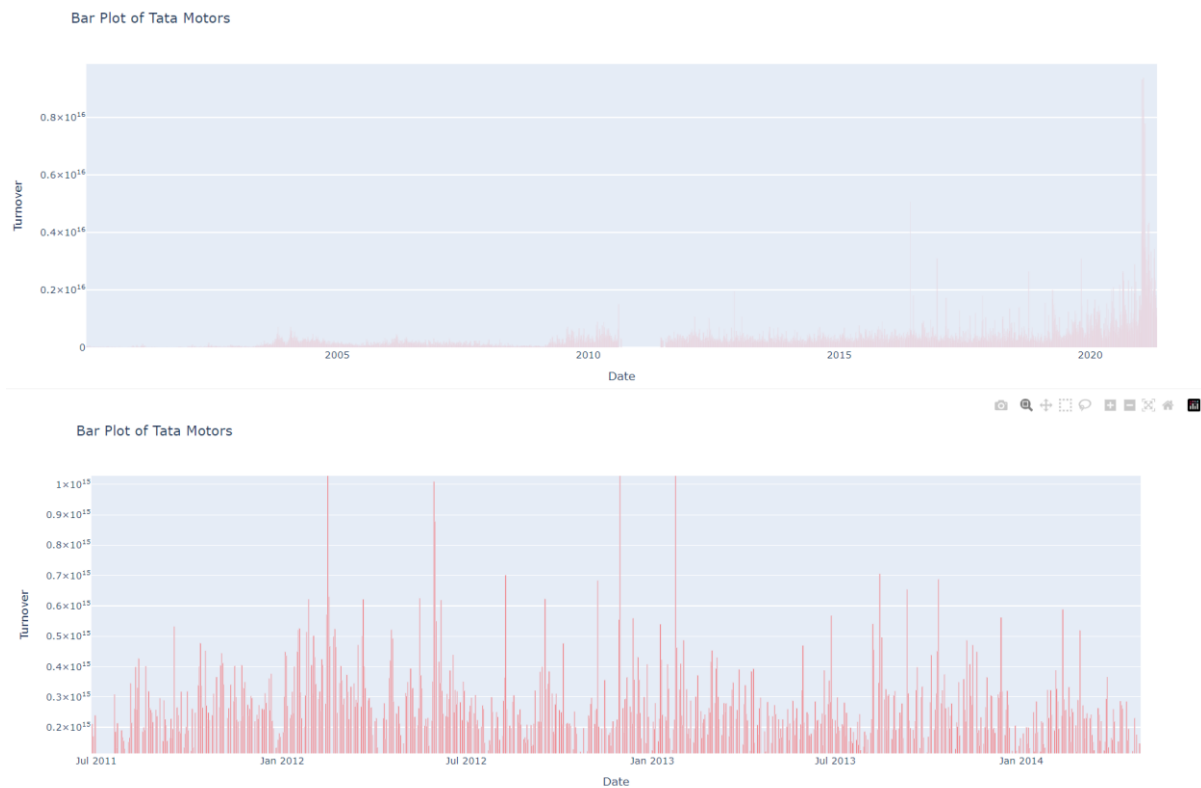 Bar Plot of Tata Motors
0.8×10¹⁶
0.6×10¹⁶
0.4×10¹⁶
0.2×10¹⁶
0
Turnover
2005 2010 2015 2020
Date
Bar Plot of Tata Motors
1×10¹⁵
0.9×10¹⁵
0.8×10¹⁵
0.7×10¹⁵
0.6×10¹⁵
0.5×10¹⁵
0.4×10¹⁵
0.3×10¹⁵
0.2×10¹⁵
Turnover
Jul 2011 Jan 2012 Jul 2012 Jan 2013 Jul 2013 Jan 2014
Date